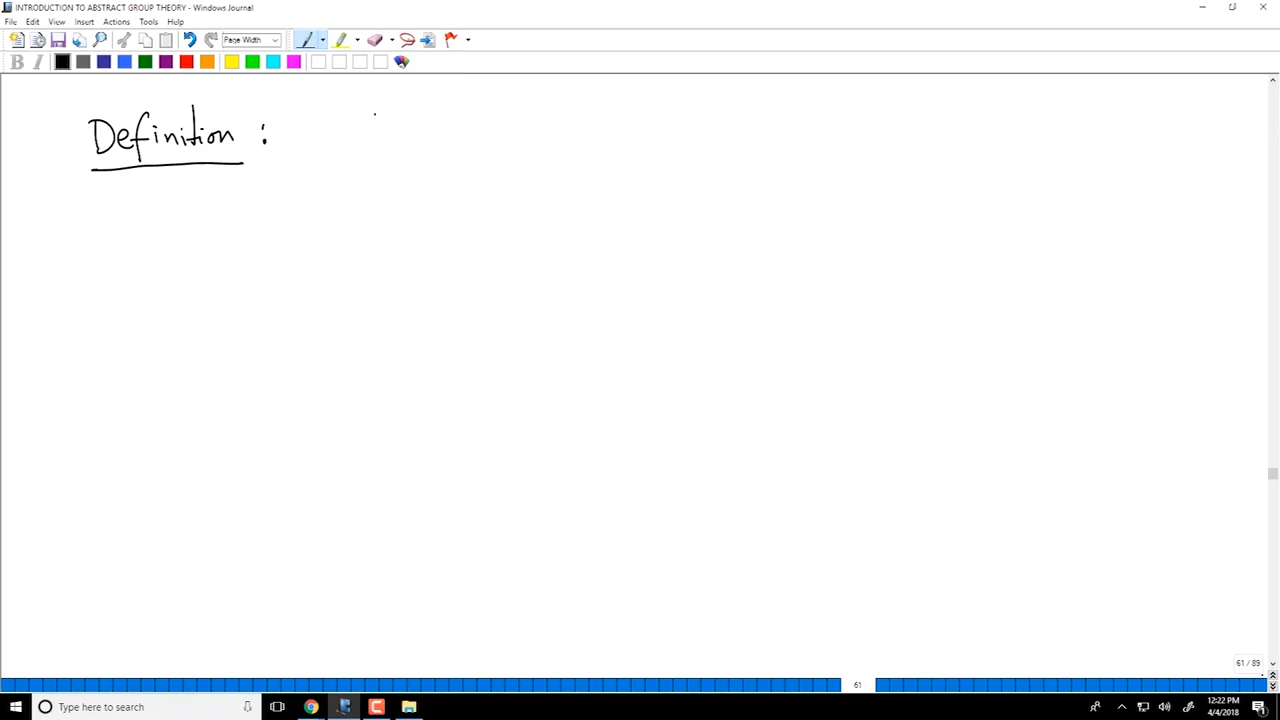 INTRODUCTION TO ABSTRACT GROUP THEORY - Windows Journal
File Edit View Insert Actions Tools Help
Page Width
B I
Definition :
61 / 89
61
Type here to search
12:22 PM
4/4/2018